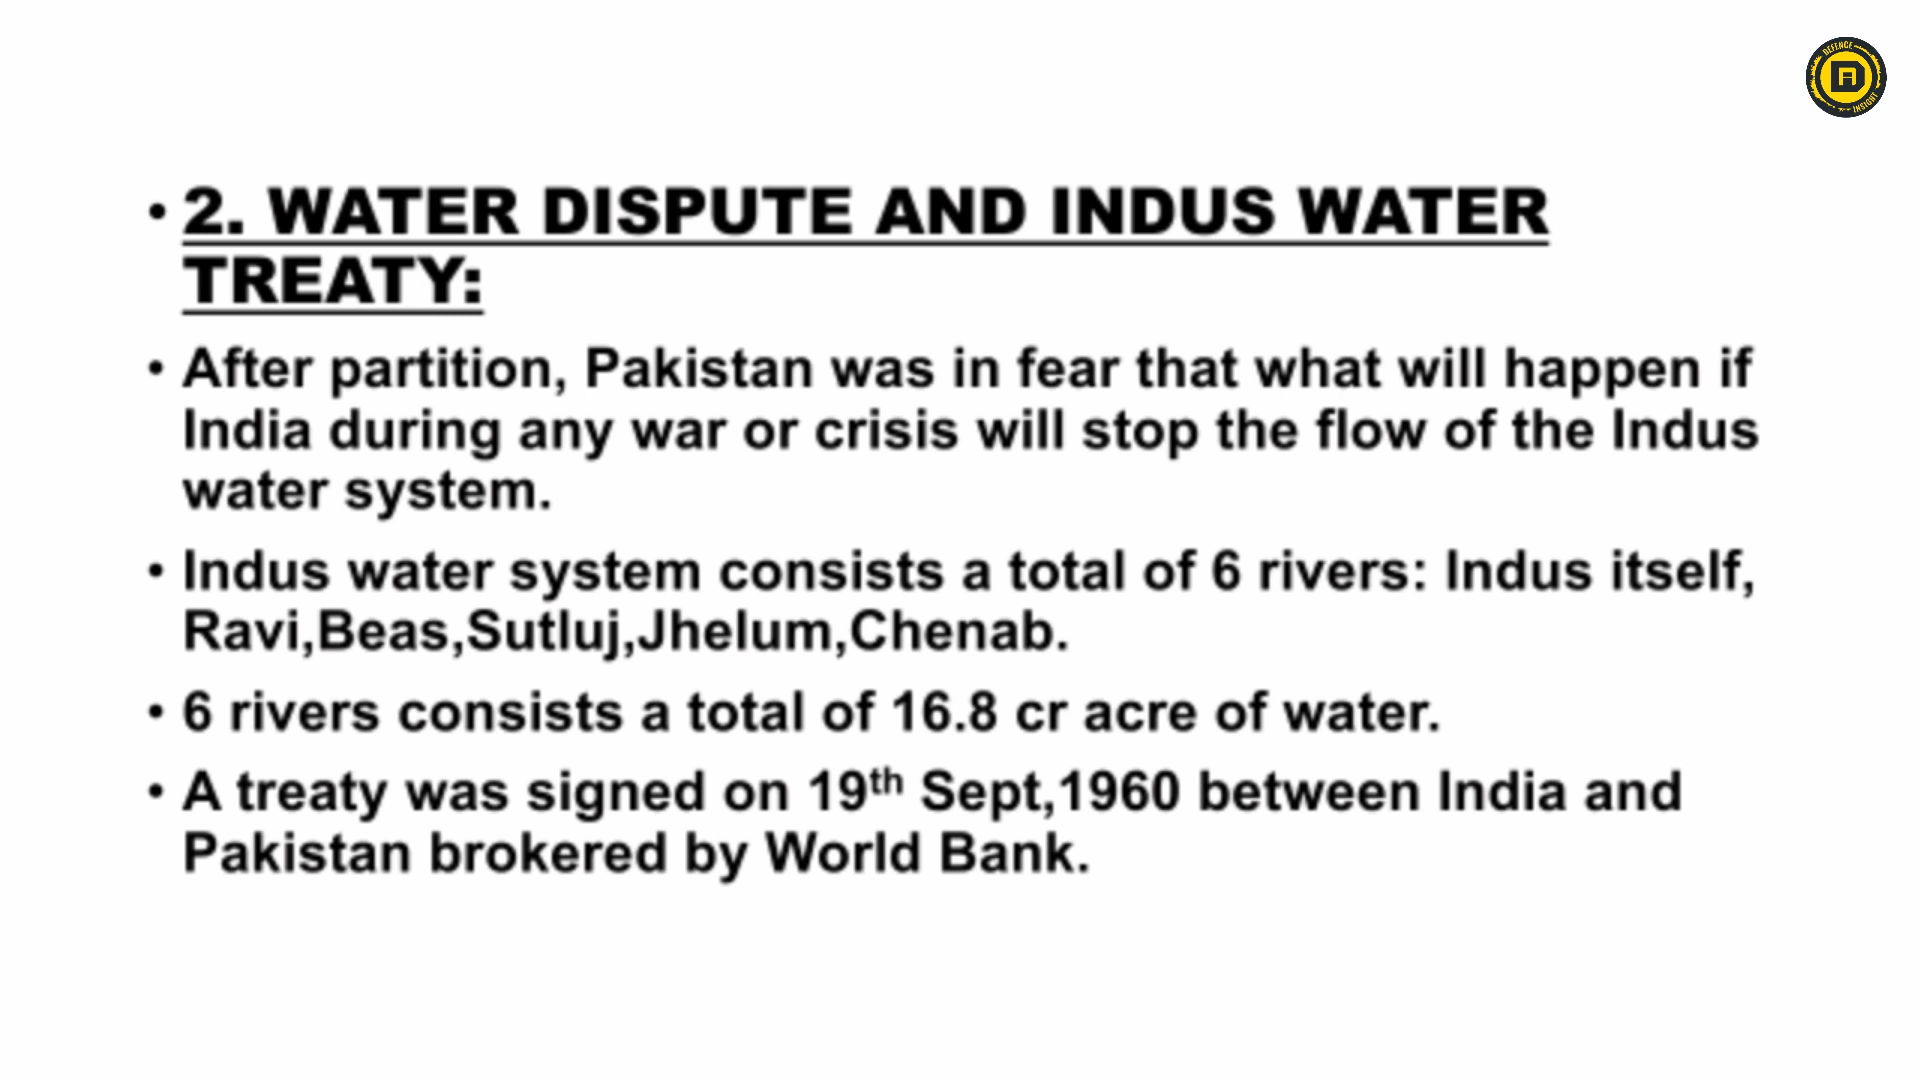 DEFENCE
INSIGHT
• 2. WATER DISPUTE AND INDUS WATER
TREATY:
• After partition, Pakistan was in fear that what will happen if
India during any war or crisis will stop the flow of the Indus
water system.
• Indus water system consists a total of 6 rivers: Indus itself,
Ravi,Beas,Sutluj,Jhelum,Chenab.
• 6 rivers consists a total of 16.8 cr acre of water.
• A treaty was signed on 19th Sept,1960 between India and
Pakistan brokered by World Bank.